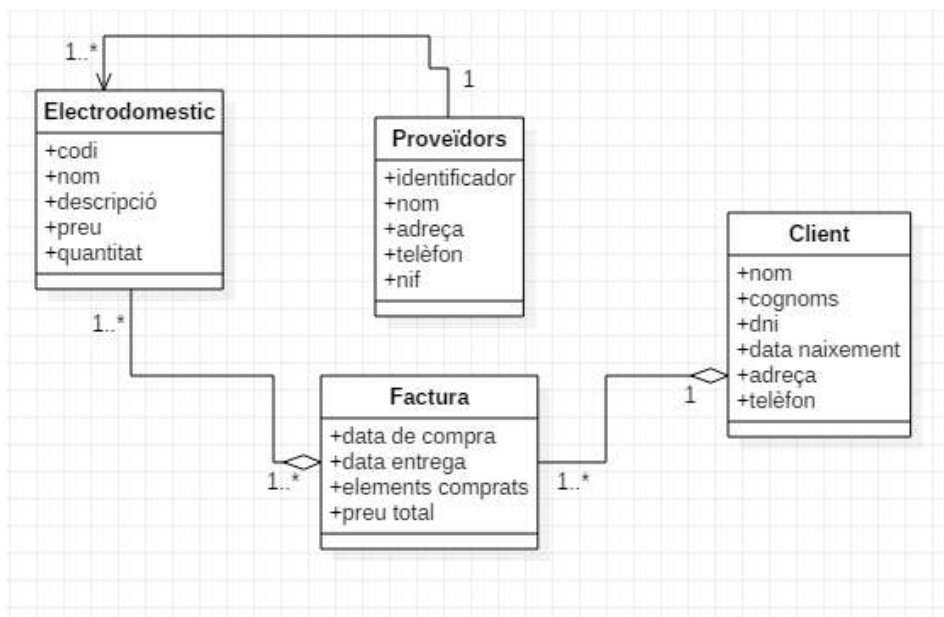 1..*
1
Electrodomestic
+codi
+nom
+descripció
+preu
+quantitat
Proveïdors
+identificador
+nom
+adreça
+telèfon
+nif
Client
+nom
+cognoms
+dni
+data naixement
+adreça
+telèfon
1..*
1
Factura
+data de compra
+data entrega
+elements comprats
+preu total
1..*
1..*